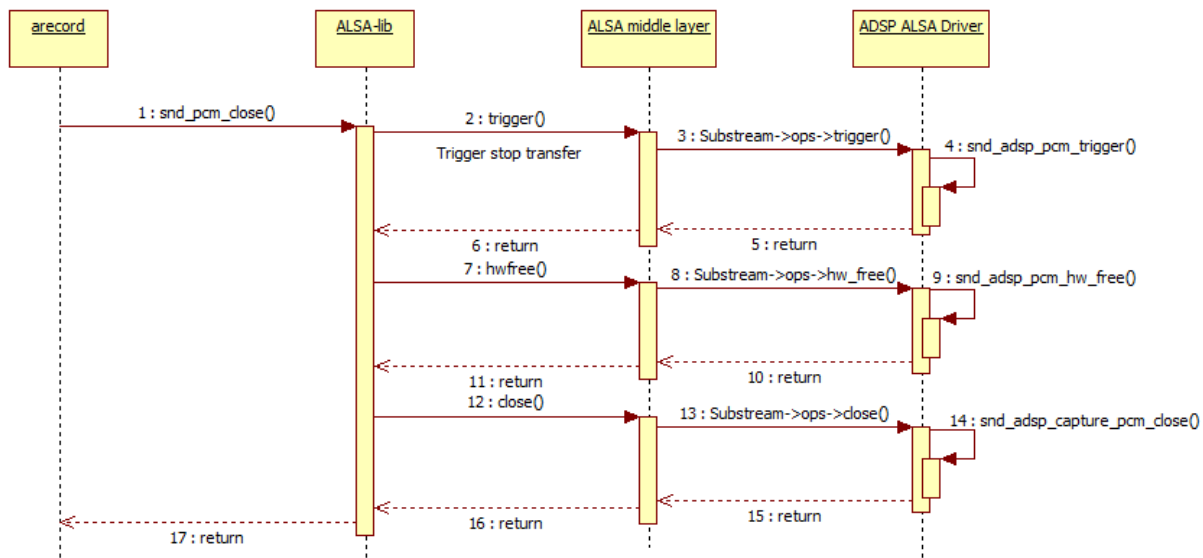 arecord
ALSA-lib
ALSA middle layer
ADSP ALSA Driver
1 : snd_pcm_close()
2 : trigger()
Trigger stop transfer
3 : Substream->ops->trigger()
4 : snd_adsp_pcm_trigger()
5 : return
6 : return
7 : hwfree()
8 : Substream->ops->hw_free()
9 : snd_adsp_pcm_hw_free()
10 : return
11 : return
12 : close()
13 : Substream->ops->close()
14 : snd_adsp_capture_pcm_close()
15 : return
16 : return
17 : return